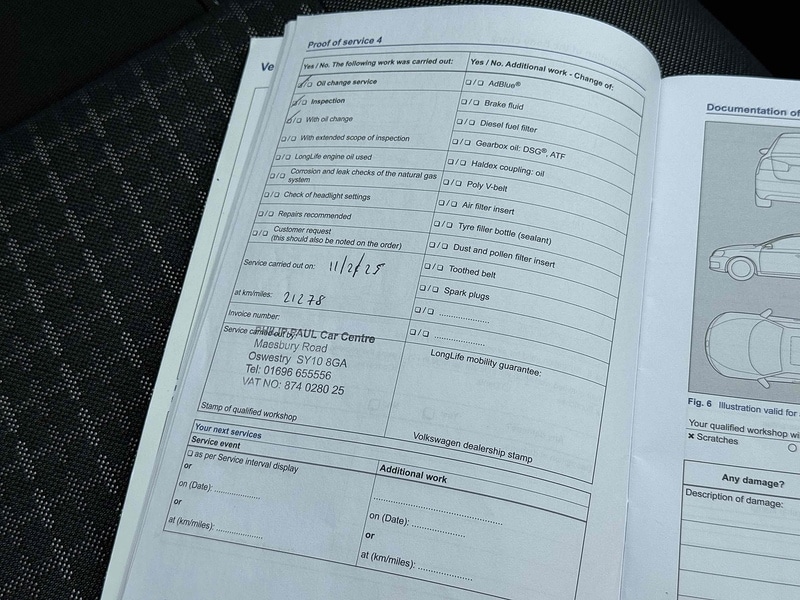 Proof of service 4
Yes / No. The following work was carried out:
Oil change service
Inspection
With oil change
With extended scope of inspection
LongLife engine oil used
Corrosion and leak checks of the natural gas
system
Check of headlight settings
Repairs recommended
Customer request
(this should also be noted on the order)
Service carried out on: 11/2/25
at km/miles: 21278
Invoice number:
Service carried out by:
PHILIP PAUL Car Centre
Maesbury Road
Oswestry SY10 8GA
Tel: 01696 655556
VAT NO: 874 0280 25
Stamp of qualified workshop
Yes / No. Additional work - Change of:
AdBlue®
Brake fluid
Diesel fuel filter
Gearbox oil: DSG®, ATF
Haldex coupling: oil
Poly V-belt
Air filter insert
Tyre filler bottle (sealant)
Dust and pollen filter insert
Toothed belt
Spark plugs
LongLife mobility guarantee:
Volkswagen dealership stamp
Your next services
Service event
as per Service interval display
or
on (Date): ....................
or
at (km/miles): ....................
Additional work
on (Date): ....................
or
at (km/miles): ....................
Ve
Documentation of
Fig. 6 Illustration valid for
Your qualified workshop wi
Scratches
Any damage?
Description of damage: